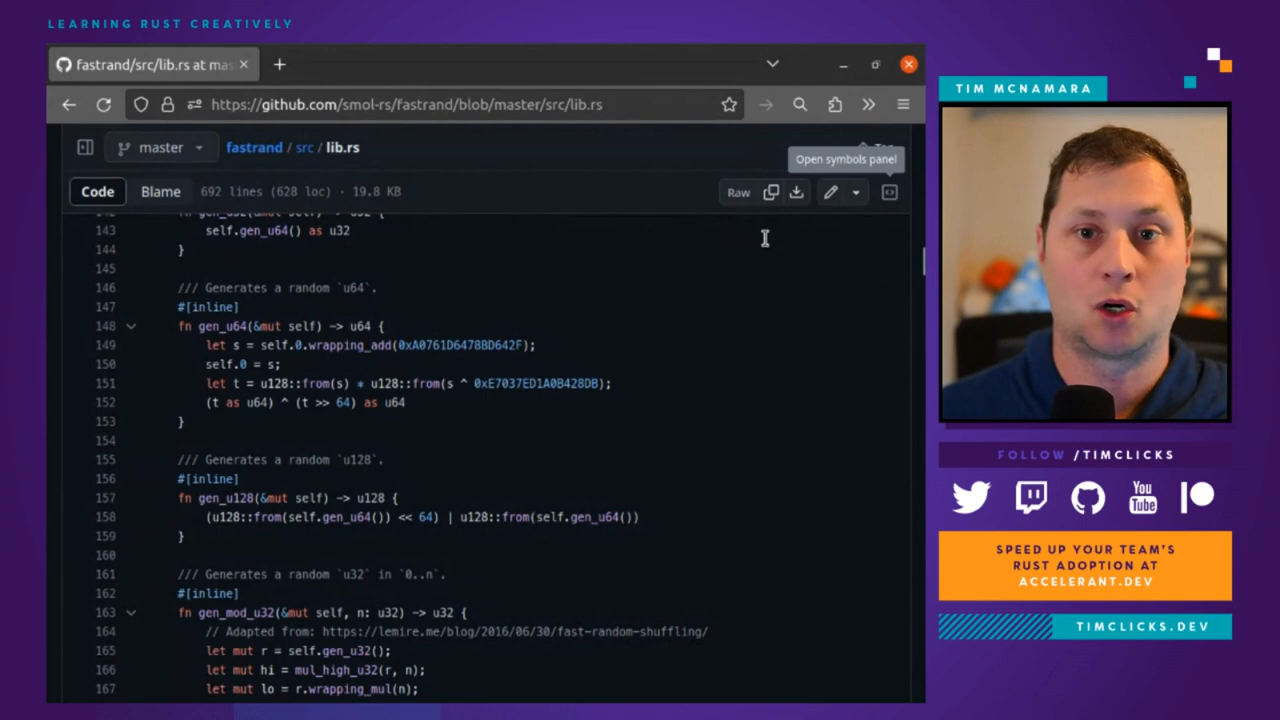 LEARNING RUST CREATIVELY
fastrand/src/lib.rs at mas
https://github.com/smol-rs/fastrand/blob/master/src/lib.rs
master
fastrand / src / lib.rs
Open symbols panel
Code Blame 692 lines (628 loc) · 19.8 KB Raw
142 fn gen_u32(&mut self) -> u32 {
143 self.gen_u64() as u32
144 }
145
146 /// Generates a random `u64`.
147 #[inline]
148 fn gen_u64(&mut self) -> u64 {
149 let s = self.0.wrapping_add(0xA0761D6478BD642F);
150 self.0 = s;
151 let t = u128::from(s) * u128::from(s ^ 0xE7037ED1A0B428DB);
152 (t as u64) ^ (t >> 64) as u64
153 }
154
155 /// Generates a random `u128`.
156 #[inline]
157 fn gen_u128(&mut self) -> u128 {
158 (u128::from(self.gen_u64()) << 64) | u128::from(self.gen_u64())
159 }
160
161 /// Generates a random `u32` in `0..n`.
162 #[inline]
163 fn gen_mod_u32(&mut self, n: u32) -> u32 {
164 // Adapted from: https://lemire.me/blog/2016/06/30/fast-random-shuffling/
165 let mut r = self.gen_u32();
166 let mut hi = mul_high_u32(r, n);
167 let mut lo = r.wrapping_mul(n);
TIM MCNAMARA
FOLLOW /TIMCLICKS
You
Tube
SPEED UP YOUR TEAM'S
RUST ADOPTION AT
ACCELERANT.DEV
TIMCLICKS.DEV